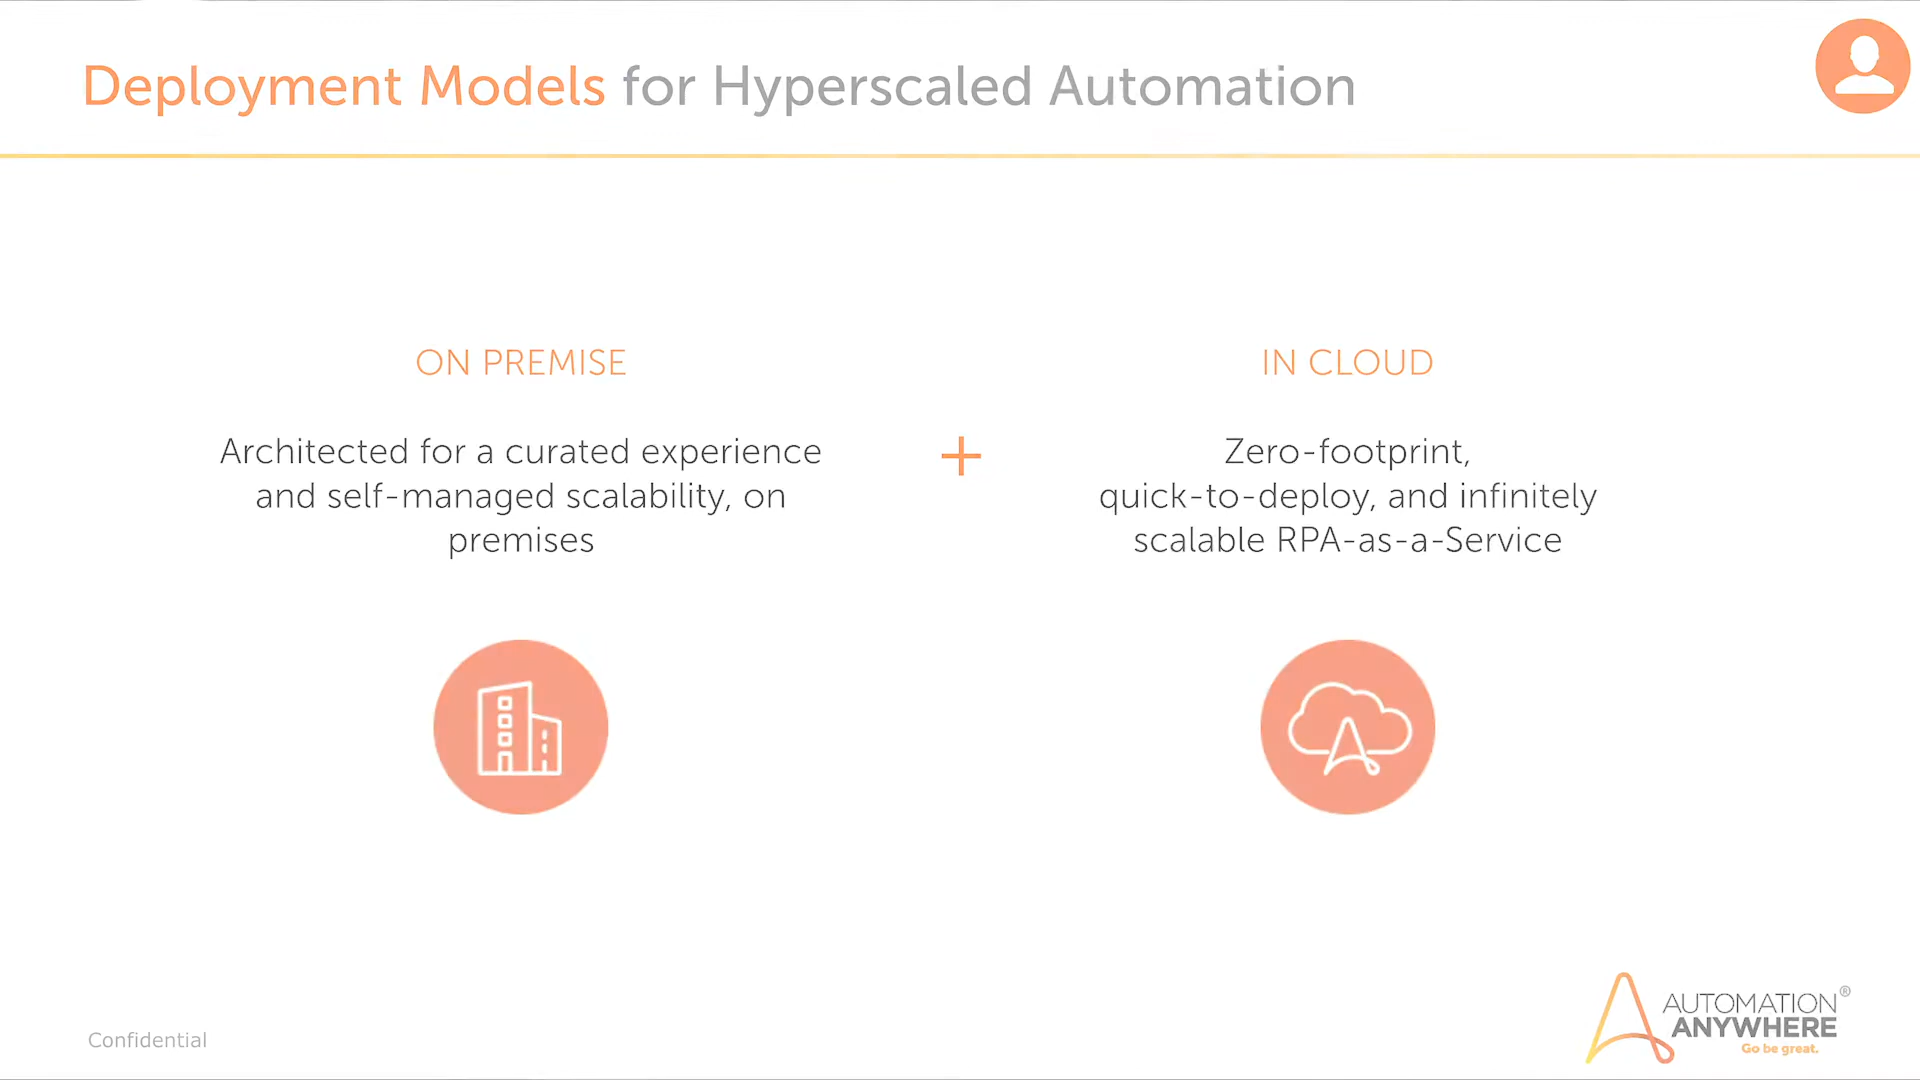 Deployment Models for Hyperscaled Automation
ON PREMISE
Architected for a curated experience
and self-managed scalability, on
premises
+
IN CLOUD
Zero-footprint,
quick-to-deploy, and infinitely
scalable RPA-as-a-Service
Confidential
AUTOMATION®
ANYWHERE
Go be great.